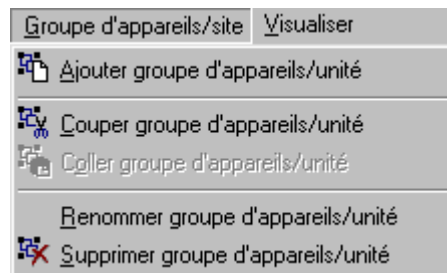 Groupe d'appareils/site Visualiser
Ajouter groupe d'appareils/unité
Couper groupe d'appareils/unité
Coller groupe d'appareils/unité
Renommer groupe d'appareils/unité
Supprimer groupe d'appareils/unité